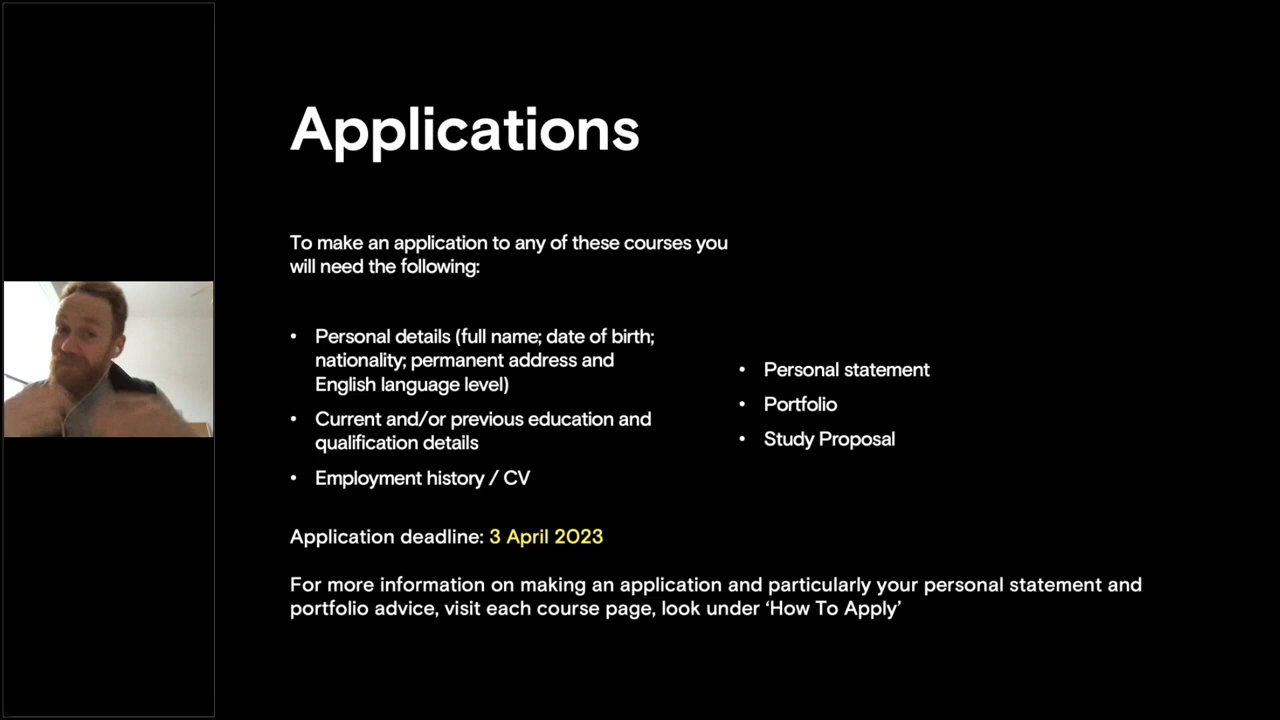 Applications
To make an application to any of these courses you
will need the following:
• Personal details (full name; date of birth;
nationality; permanent address and
English language level)
• Current and/or previous education and
qualification details
• Employment history / CV
• Personal statement
• Portfolio
• Study Proposal
Application deadline: 3 April 2023
For more information on making an application and particularly your personal statement and
portfolio advice, visit each course page, look under ‘How To Apply’